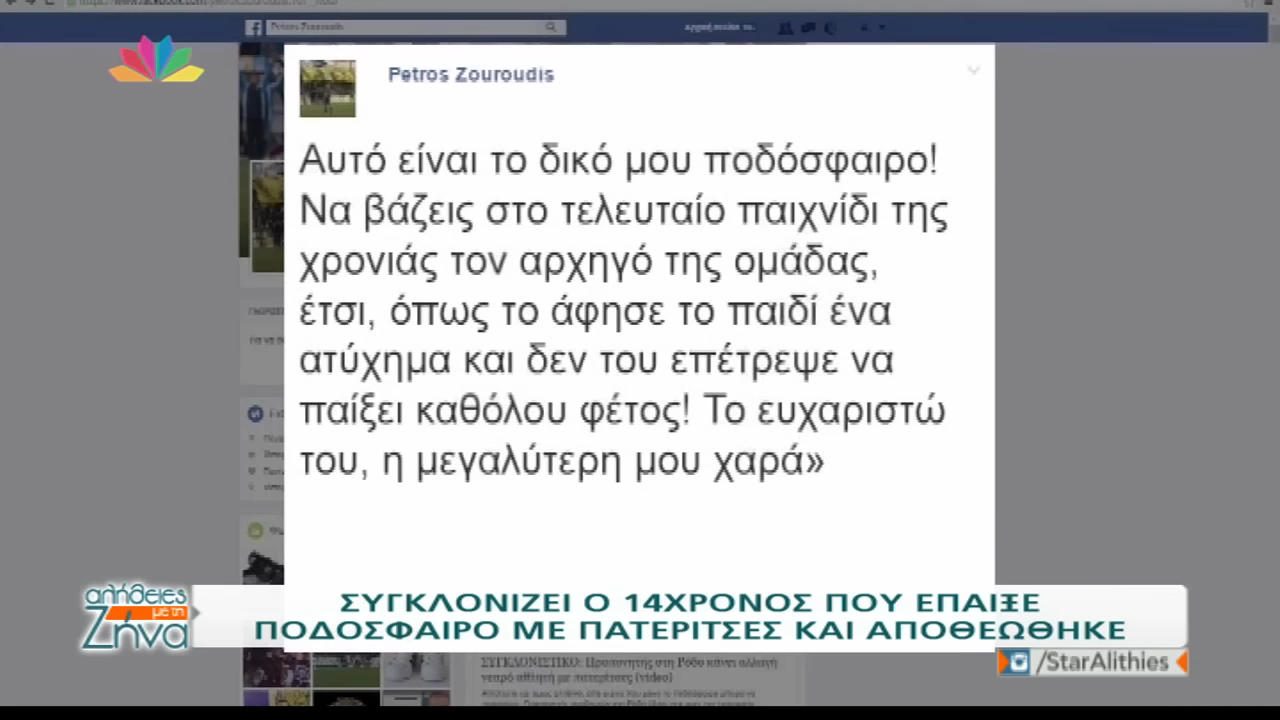 Petros Zouroudis
Petros Zouroudis
Αυτό είναι το δικό μου ποδόσφαιρο!
Να βάζεις στο τελευταίο παιχνίδι της
χρονιάς τον αρχηγό της ομάδας,
έτσι, όπως το άφησε το παιδί ένα
ατύχημα και δεν του επέτρεψε να
παίξει καθόλου φέτος! Το ευχαριστώ
του, η μεγαλύτερη μου χαρά»
αλήθειες
με τη
Ζήνα
ΣΥΓΚΛΟΝΙΖΕΙ Ο 14ΧΡΟΝΟΣ ΠΟΥ ΕΠΑΙΞΕ
ΠΟΔΟΣΦΑΙΡΟ ΜΕ ΠΑΤΕΡΙΤΣΕΣ ΚΑΙ ΑΠΟΘΕΩΘΗΚΕ
/StarAlithies
ΣΥΓΚΛΟΝΙΣΤΙΚΟ: Προπονητής στη Ρόδο κάνει αλλαγή
νεαρό αθλητή με πατερίτσες (video)